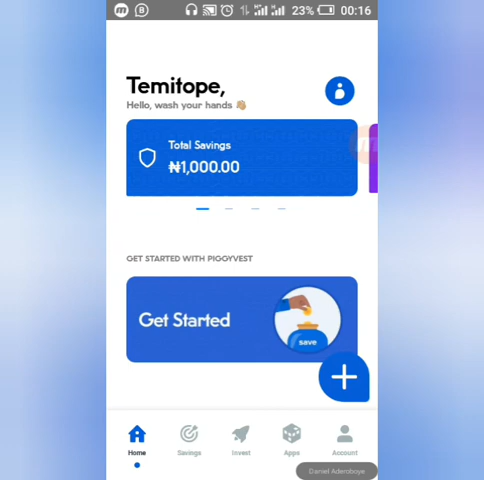 23% 00:16
Temitope,
Hello, wash your hands 👋🏼
Total Savings
₦1,000.00
GET STARTED WITH PIGGYVEST
Get Started
save
Home Savings Invest Apps Account
Daniel Aderoboye